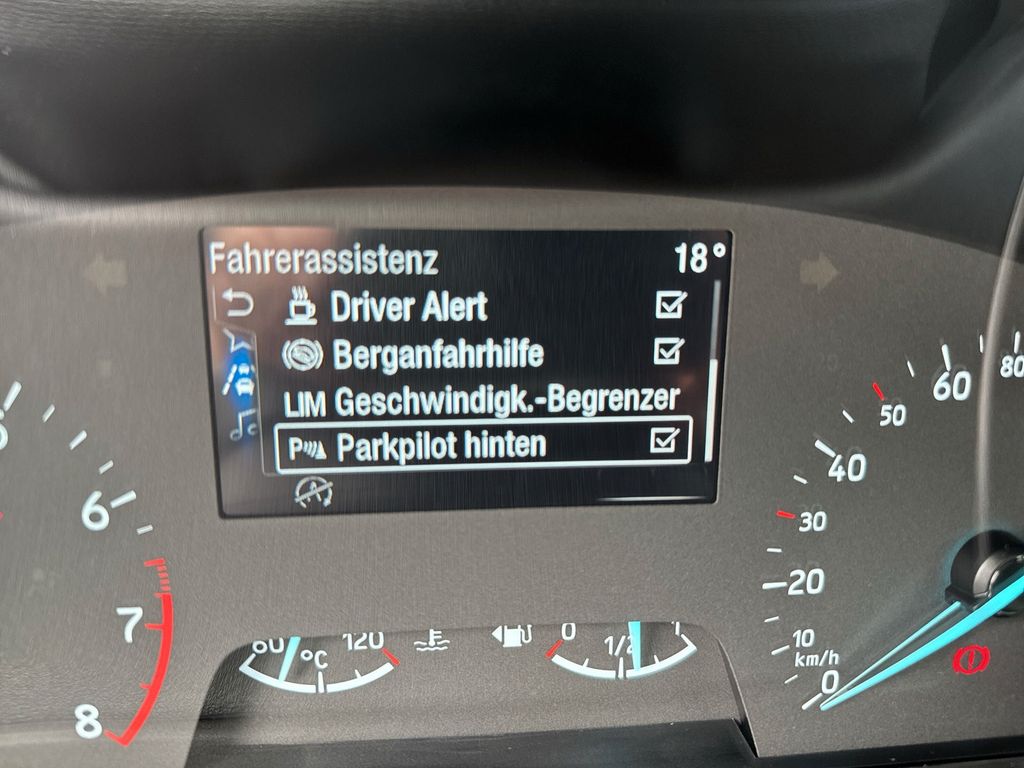 Fahrerassistenz 18°
Driver Alert
Berganfahrhilfe
LIM Geschwindigk.-Begrenzer
P Parkpilot hinten
A
6
7
8
60 °C 120
0 1/2 1
0
10
km/h
20
30
40
50
60
80